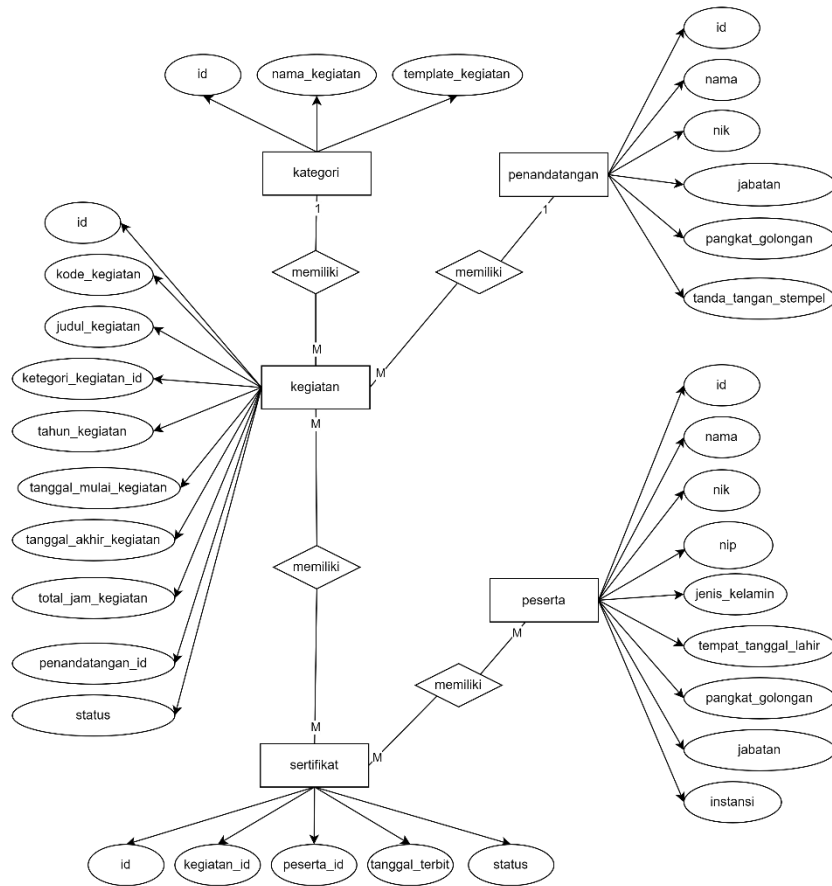 id
nama_kegiatan
template_kegiatan
kategori
1
memiliki
M
id
nama
nik
jabatan
pangkat_golongan
tanda_tangan_stempel
penandatangan
1
memiliki
M
id
kode_kegiatan
judul_kegiatan
ketegori_kegiatan_id
tahun_kegiatan
tanggal_mulai_kegiatan
tanggal_akhir_kegiatan
total_jam_kegiatan
penandatangan_id
status
kegiatan
M
memiliki
M
id
nama
nik
nip
jenis_kelamin
tempat_tanggal_lahir
pangkat_golongan
jabatan
instansi
peserta
M
memiliki
M
sertifikat
id
kegiatan_id
peserta_id
tanggal_terbit
status